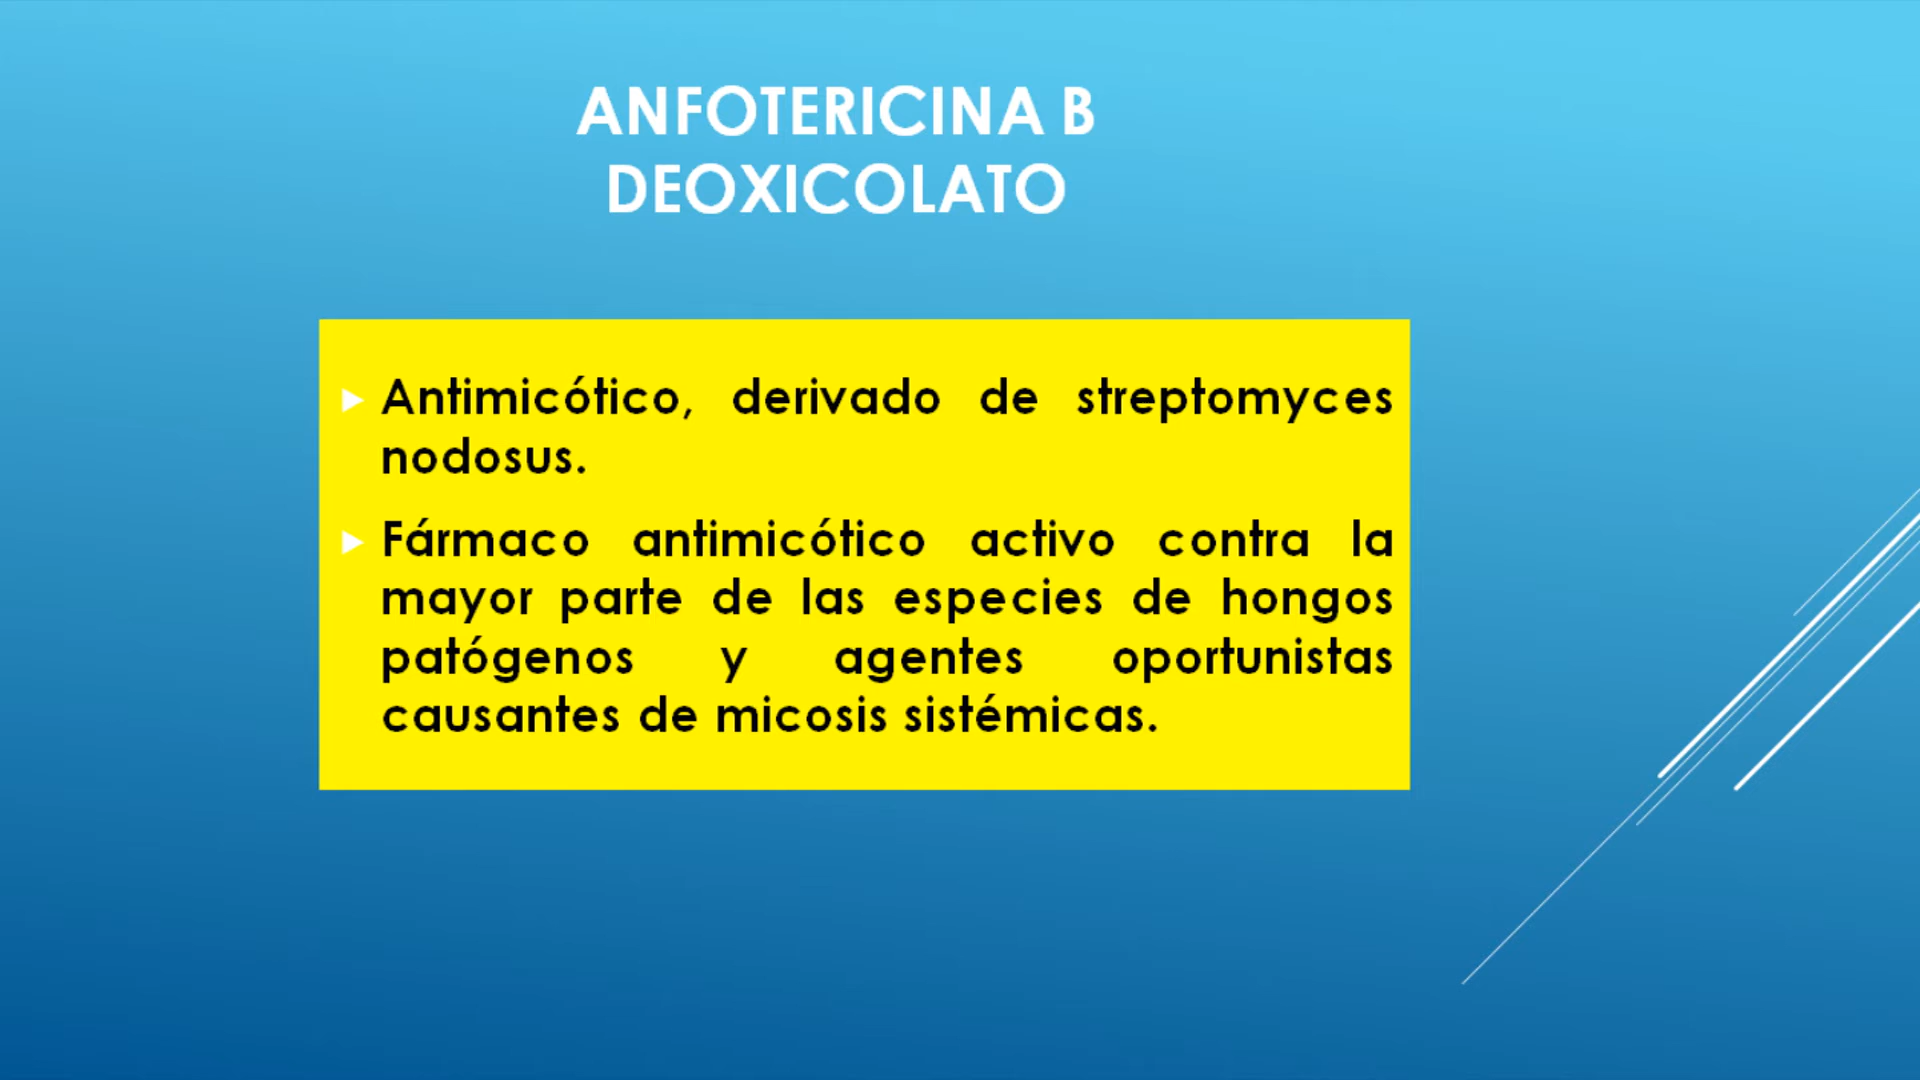 ANFOTERICINA B
DEOXICOLATO
Antimicótico, derivado de streptomyces
nodosus.
Fármaco antimicótico activo contra la
mayor parte de las especies de hongos
patógenos y agentes oportunistas
causantes de micosis sistémicas.